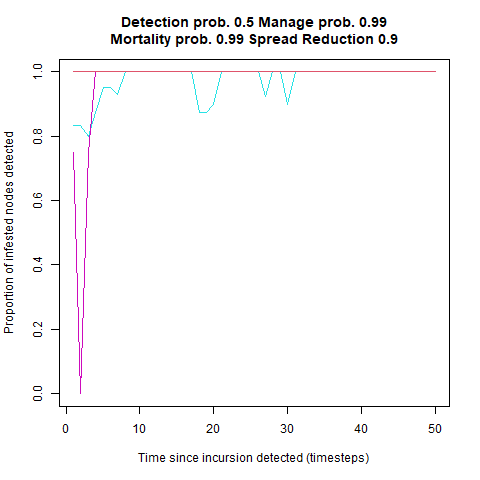 Detection prob. 0.5 Manage prob. 0.99
Mortality prob. 0.99 Spread Reduction 0.9
Proportion of infested nodes detected
1.0
0.8
0.6
0.4
0.2
0.0
0 10 20 30 40 50
Time since incursion detected (timesteps)